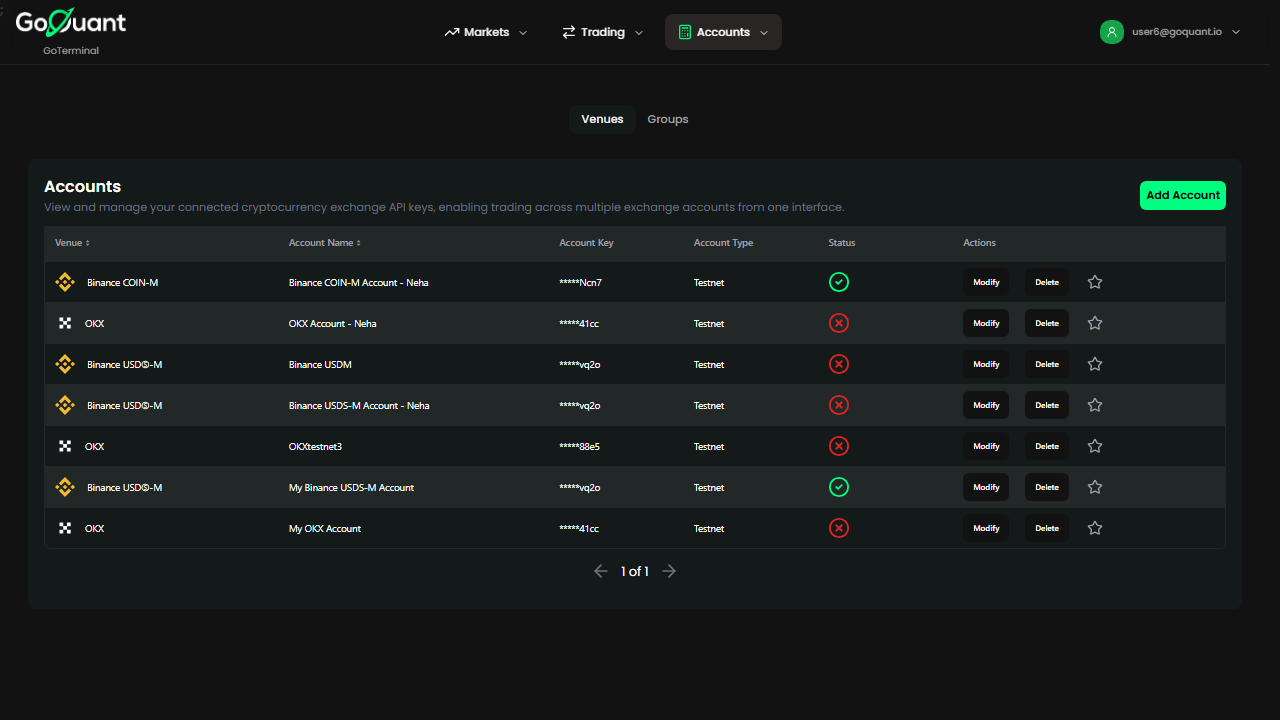 GoQuant
GoTerminal
Markets
Trading
Accounts
user6@goquant.io
Venues
Groups
Accounts
View and manage your connected cryptocurrency exchange API keys, enabling trading across multiple exchange accounts from one interface.
Add Account
Venue Account Name Account Key Account Type Status Actions
Binance COIN-M Binance COIN-M Account - Neha *****Ncn7 Testnet Modify Delete
OKX OKX Account - Neha *****41cc Testnet Modify Delete
Binance USDⓈ-M Binance USDM *****vq2o Testnet Modify Delete
Binance USDⓈ-M Binance USDS-M Account - Neha *****vq2o Testnet Modify Delete
OKX OKXtestnet3 *****88e5 Testnet Modify Delete
Binance USDⓈ-M My Binance USDS-M Account *****vq2o Testnet Modify Delete
OKX My OKX Account *****41cc Testnet Modify Delete
1 of 1